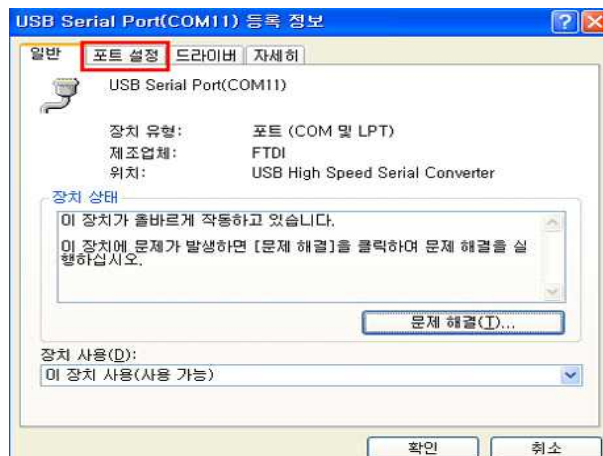 USB Serial Port(COM11) 등록 정보
일반 포트 설정 드라이버 자세히
USB Serial Port(COM11)
장치 유형: 포트 (COM 및 LPT)
제조업체: FTDI
위치: USB High Speed Serial Converter
장치 상태
이 장치가 올바르게 작동하고 있습니다.
이 장치에 문제가 발생하면 [문제 해결]을 클릭하여 문제 해결을 실
행하십시오.
문제 해결(T)...
장치 사용(D):
이 장치 사용(사용 가능)
확인 취소